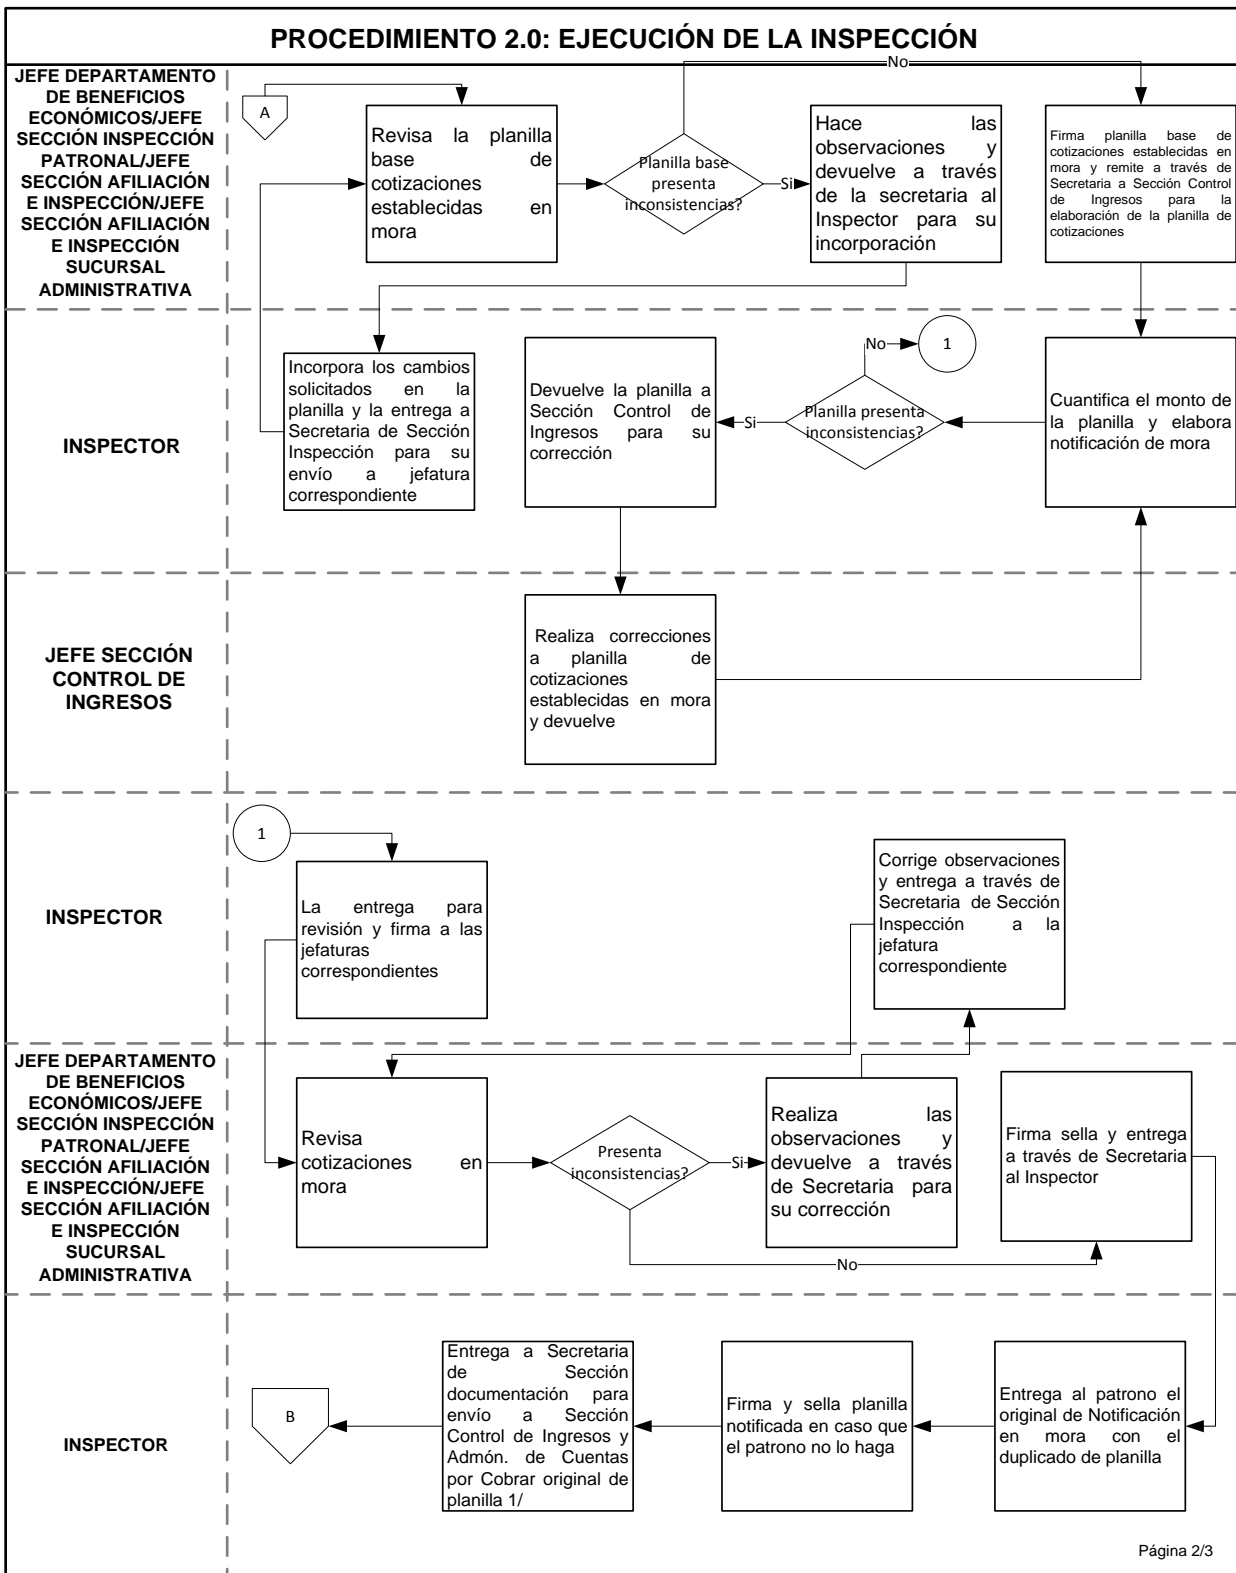 PROCEDIMIENTO 2.0: EJECUCIÓN DE LA INSPECCIÓN
JEFE DEPARTAMENTO
DE BENEFICIOS
ECONÓMICOS/JEFE
SECCIÓN INSPECCIÓN
PATRONAL/JEFE
SECCIÓN AFILIACIÓN
E INSPECCIÓN/JEFE
SECCIÓN AFILIACIÓN
E INSPECCIÓN
SUCURSAL
ADMINISTRATIVA
A
Revisa la planilla
base de
cotizaciones
establecidas en
mora
Planilla base
presenta
inconsistencias?
No
Si
Hace las
observaciones y
devuelve a través
de la secretaria al
Inspector para su
incorporación
Firma planilla base de
cotizaciones establecidas en
mora y remite a través de
Secretaria a Sección Control
de Ingresos para la
elaboración de la planilla de
cotizaciones
INSPECTOR
Incorpora los cambios
solicitados en la
planilla y la entrega a
Secretaria de Sección
Inspección para su
envío a jefatura
correspondiente
Devuelve la planilla a
Sección Control de
Ingresos para su
corrección
Si
Planilla presenta
inconsistencias?
No
1
Cuantifica el monto de
la planilla y elabora
notificación de mora
JEFE SECCIÓN
CONTROL DE
INGRESOS
Realiza correcciones
a planilla de
cotizaciones
establecidas en mora
y devuelve
INSPECTOR
1
La entrega para
revisión y firma a las
jefaturas
correspondientes
Corrige observaciones
y entrega a través de
Secretaria de Sección
Inspección a la
jefatura
correspondiente
JEFE DEPARTAMENTO
DE BENEFICIOS
ECONÓMICOS/JEFE
SECCIÓN INSPECCIÓN
PATRONAL/JEFE
SECCIÓN AFILIACIÓN
E INSPECCIÓN/JEFE
SECCIÓN AFILIACIÓN
E INSPECCIÓN
SUCURSAL
ADMINISTRATIVA
Revisa
cotizaciones en
mora
Presenta
inconsistencias?
Si
No
Realiza las
observaciones y
devuelve a través
de Secretaria para
su corrección
Firma sella y entrega
a través de Secretaria
al Inspector
INSPECTOR
B
Entrega a Secretaria
de Sección
documentación para
envío a Sección
Control de Ingresos y
Admón. de Cuentas
por Cobrar original de
planilla 1/
Firma y sella planilla
notificada en caso que
el patrono no lo haga
Entrega al patrono el
original de Notificación
en mora con el
duplicado de planilla
Página 2/3